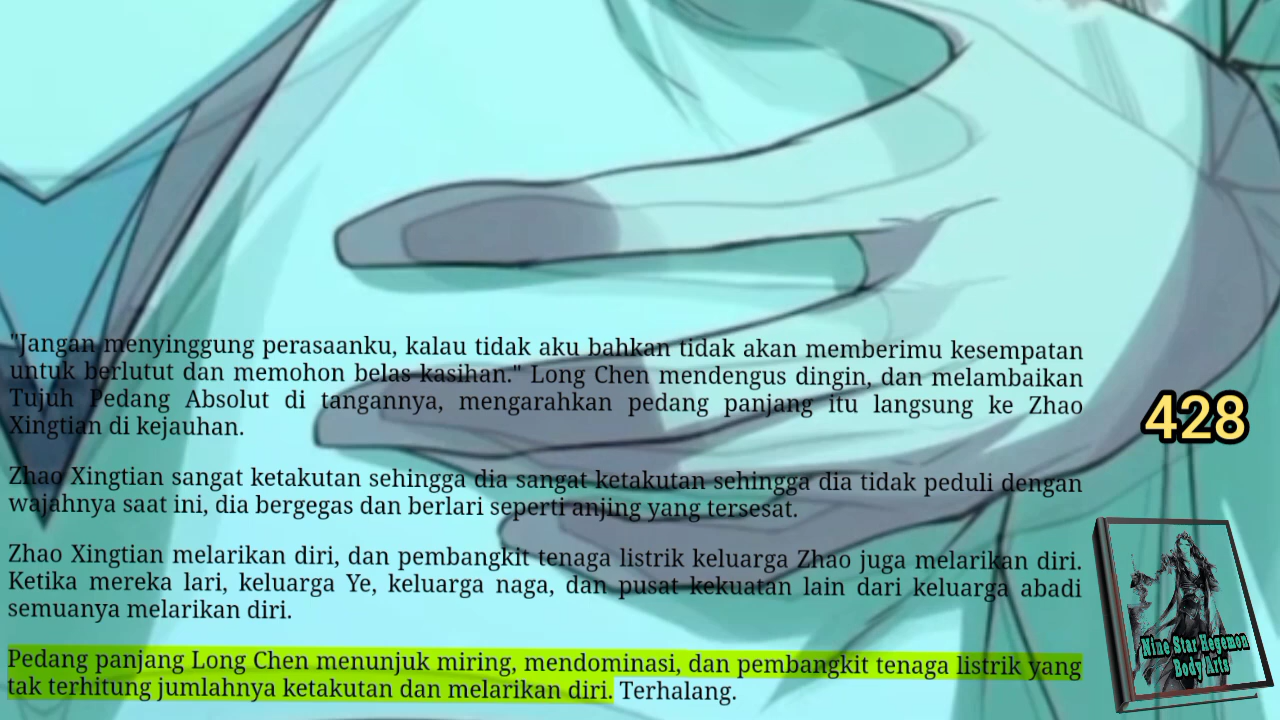 "Jangan menyinggung perasaanku, kalau tidak aku bahkan tidak akan memberimu kesempatan
untuk berlutut dan memohon belas kasihan." Long Chen mendengus dingin, dan melambaikan
Tujuh Pedang Absolut di tangannya, mengarahkan pedang panjang itu langsung ke Zhao
Xingtian di kejauhan.
Zhao Xingtian sangat ketakutan sehingga dia sangat ketakutan sehingga dia tidak peduli dengan
wajahnya saat ini, dia bergegas dan berlari seperti anjing yang tersesat.
Zhao Xingtian melarikan diri, dan pembangkit tenaga listrik keluarga Zhao juga melarikan diri.
Ketika mereka lari, keluarga Ye, keluarga naga, dan pusat kekuatan lain dari keluarga abadi
semuanya melarikan diri.
Pedang panjang Long Chen menunjuk miring, mendominasi, dan pembangkit tenaga listrik yang
tak terhitung jumlahnya ketakutan dan melarikan diri. Terhalang.
428
Nine Star Hegemon
Body Arts